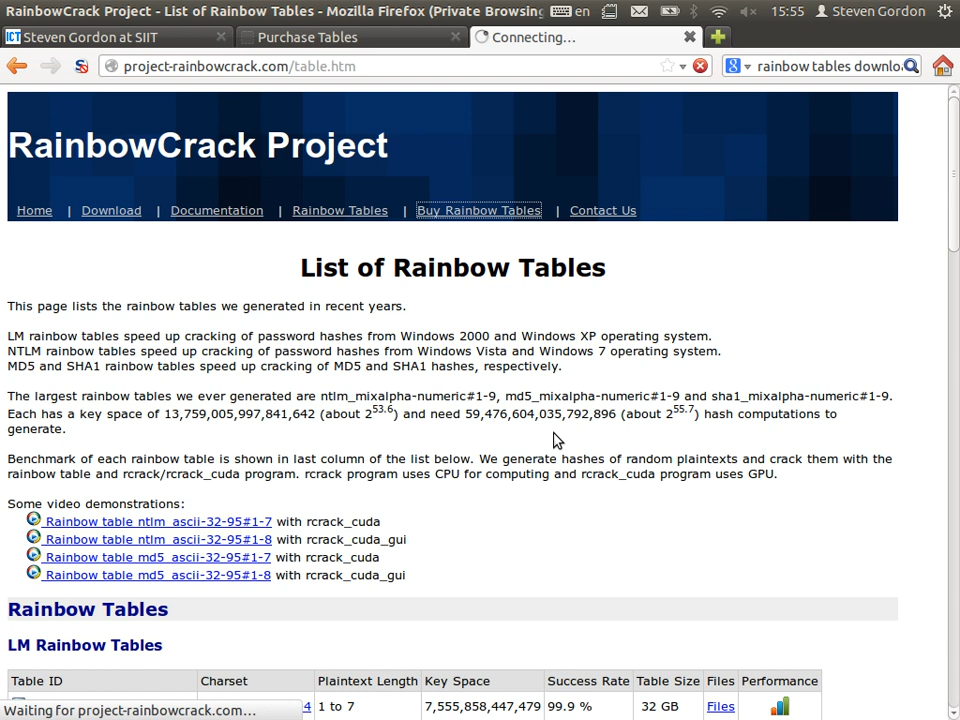 RainbowCrack Project - List of Rainbow Tables - Mozilla Firefox (Private Browsing
en
15:55
Steven Gordon
ICT Steven Gordon at SIIT
Purchase Tables
Connecting...
project-rainbowcrack.com/table.htm
rainbow tables downlo
RainbowCrack Project
Home | Download | Documentation | Rainbow Tables | Buy Rainbow Tables | Contact Us
List of Rainbow Tables
This page lists the rainbow tables we generated in recent years.
LM rainbow tables speed up cracking of password hashes from Windows 2000 and Windows XP operating system.
NTLM rainbow tables speed up cracking of password hashes from Windows Vista and Windows 7 operating system.
MD5 and SHA1 rainbow tables speed up cracking of MD5 and SHA1 hashes, respectively.
The largest rainbow tables we ever generated are ntlm_mixalpha-numeric#1-9, md5_mixalpha-numeric#1-9 and sha1_mixalpha-numeric#1-9.
Each has a key space of 13,759,005,997,841,642 (about 2^53.6) and need 59,476,604,035,792,896 (about 2^55.7) hash computations to
generate.
Benchmark of each rainbow table is shown in last column of the list below. We generate hashes of random plaintexts and crack them with the
rainbow table and rcrack/rcrack_cuda program. rcrack program uses CPU for computing and rcrack_cuda program uses GPU.
Some video demonstrations:
Rainbow table ntlm_ascii-32-95#1-7 with rcrack_cuda
Rainbow table ntlm_ascii-32-95#1-8 with rcrack_cuda_gui
Rainbow table md5_ascii-32-95#1-7 with rcrack_cuda
Rainbow table md5_ascii-32-95#1-8 with rcrack_cuda_gui
Rainbow Tables
LM Rainbow Tables
Table ID Charset Plaintext Length Key Space Success Rate Table Size Files Performance
4 1 to 7 7,555,858,447,479 99.9 % 32 GB Files
Waiting for project-rainbowcrack.com...